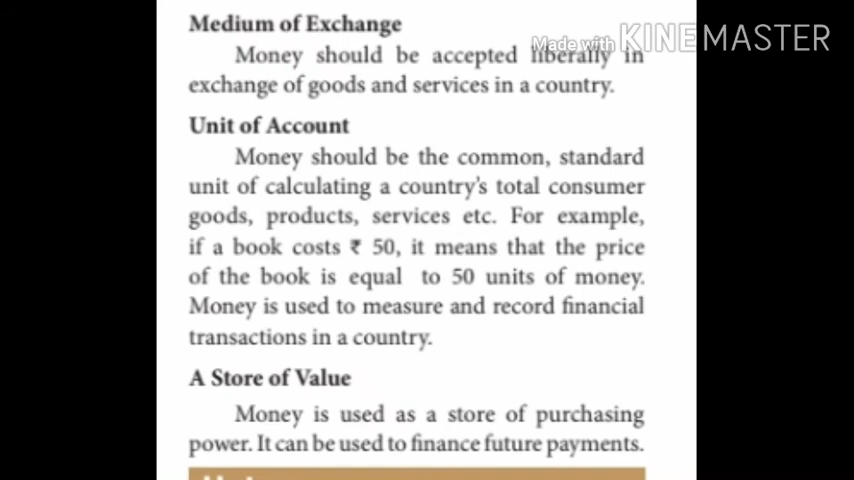 Medium of Exchange
Made with KINEMASTER
Money should be accepted liberally in
exchange of goods and services in a country.
Unit of Account
Money should be the common, standard
unit of calculating a country's total consumer
goods, products, services etc. For example,
if a book costs ₹ 50, it means that the price
of the book is equal to 50 units of money.
Money is used to measure and record financial
transactions in a country.
A Store of Value
Money is used as a store of purchasing
power. It can be used to finance future payments.